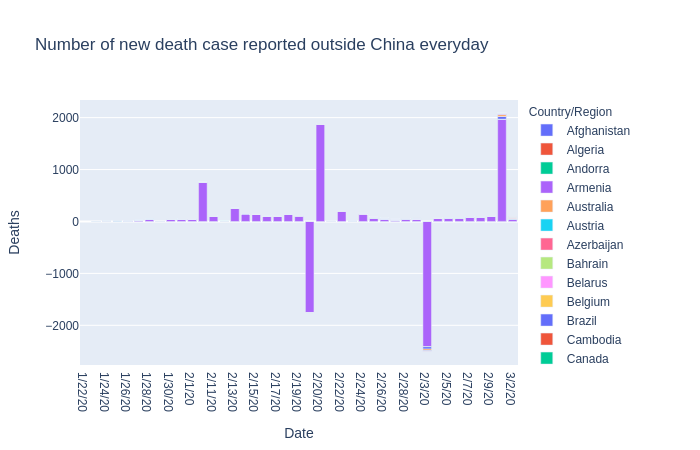 Number of new death case reported outside China everyday
Country/Region
Afghanistan
Algeria
Andorra
Armenia
Australia
Austria
Azerbaijan
Bahrain
Belarus
Belgium
Brazil
Cambodia
Canada
Deaths
2000
1000
0
−1000
−2000
1/22/20
1/24/20
1/26/20
1/28/20
1/30/20
2/1/20
2/11/20
2/13/20
2/15/20
2/17/20
2/19/20
2/20/20
2/22/20
2/24/20
2/26/20
2/28/20
2/3/20
2/5/20
2/7/20
2/9/20
3/2/20
Date